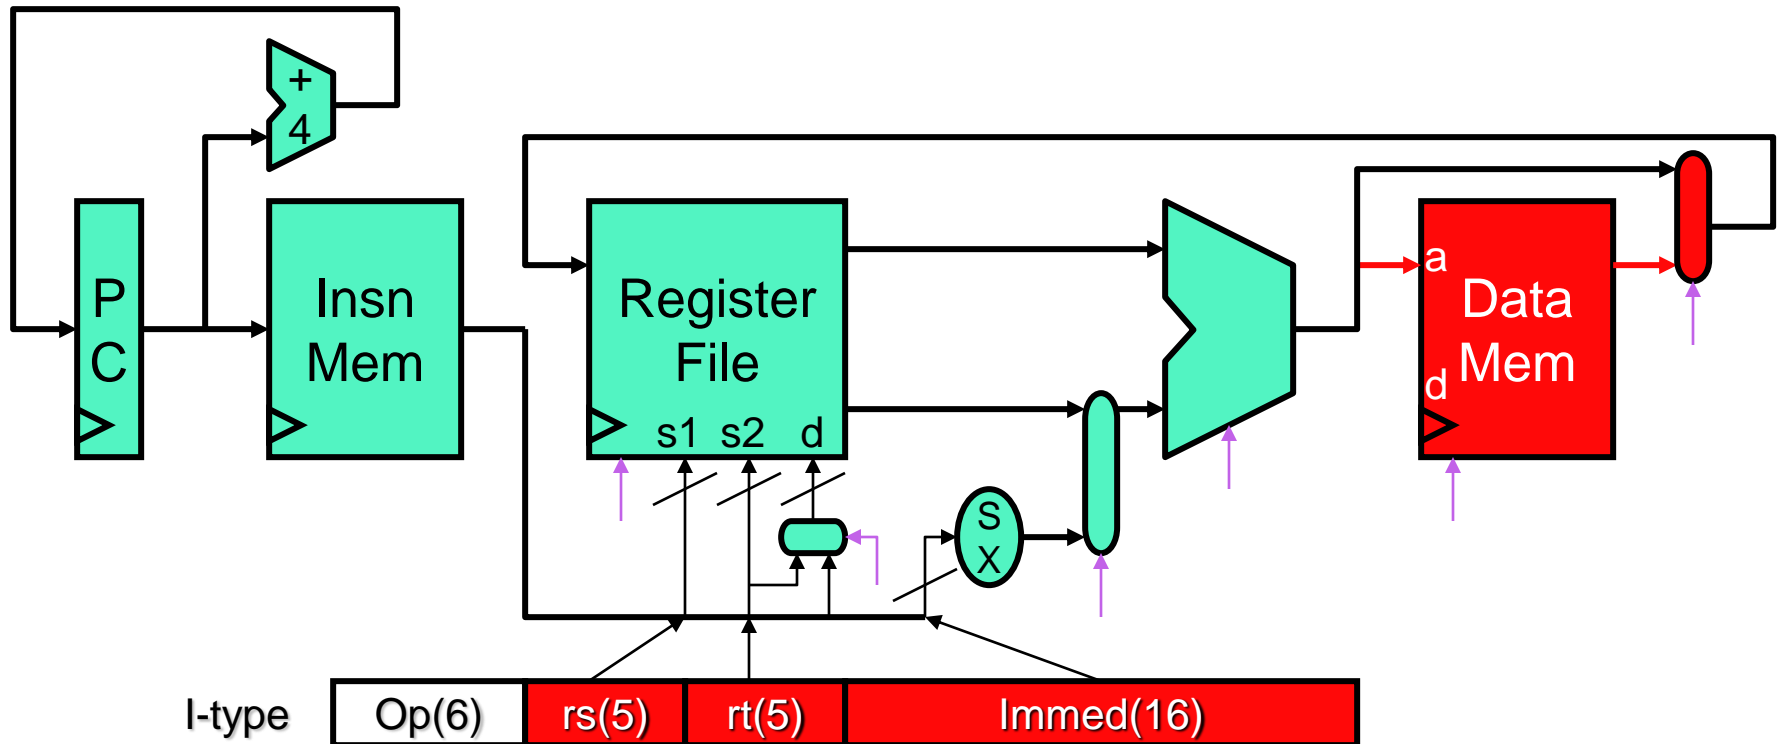 +
4
P
C
Insn
Mem
Register
File
s1 s2 d
S
X
a
Data
Mem
d
I-type Op(6) rs(5) rt(5) Immed(16)